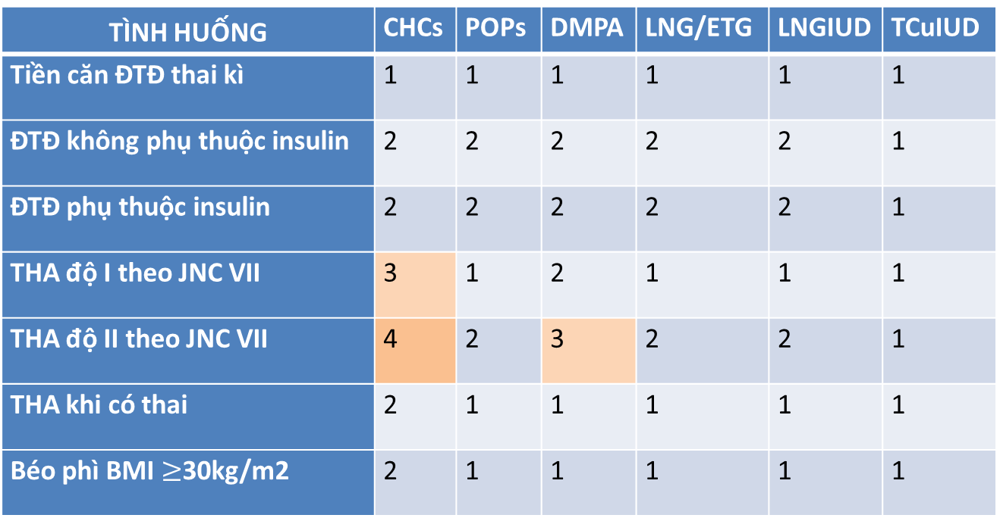 TÌNH HUỐNG CHCs POPs DMPA LNG/ETG LNGIUD TCuIUD
Tiền căn ĐTĐ thai kì 1 1 1 1 1 1
ĐTĐ không phụ thuộc insulin 2 2 2 2 2 1
ĐTĐ phụ thuộc insulin 2 2 2 2 2 1
THA độ I theo JNC VII 3 1 2 1 1 1
THA độ II theo JNC VII 4 2 3 2 2 1
THA khi có thai 2 1 1 1 1 1
Béo phì BMI ≥30kg/m2 2 1 1 1 1 1